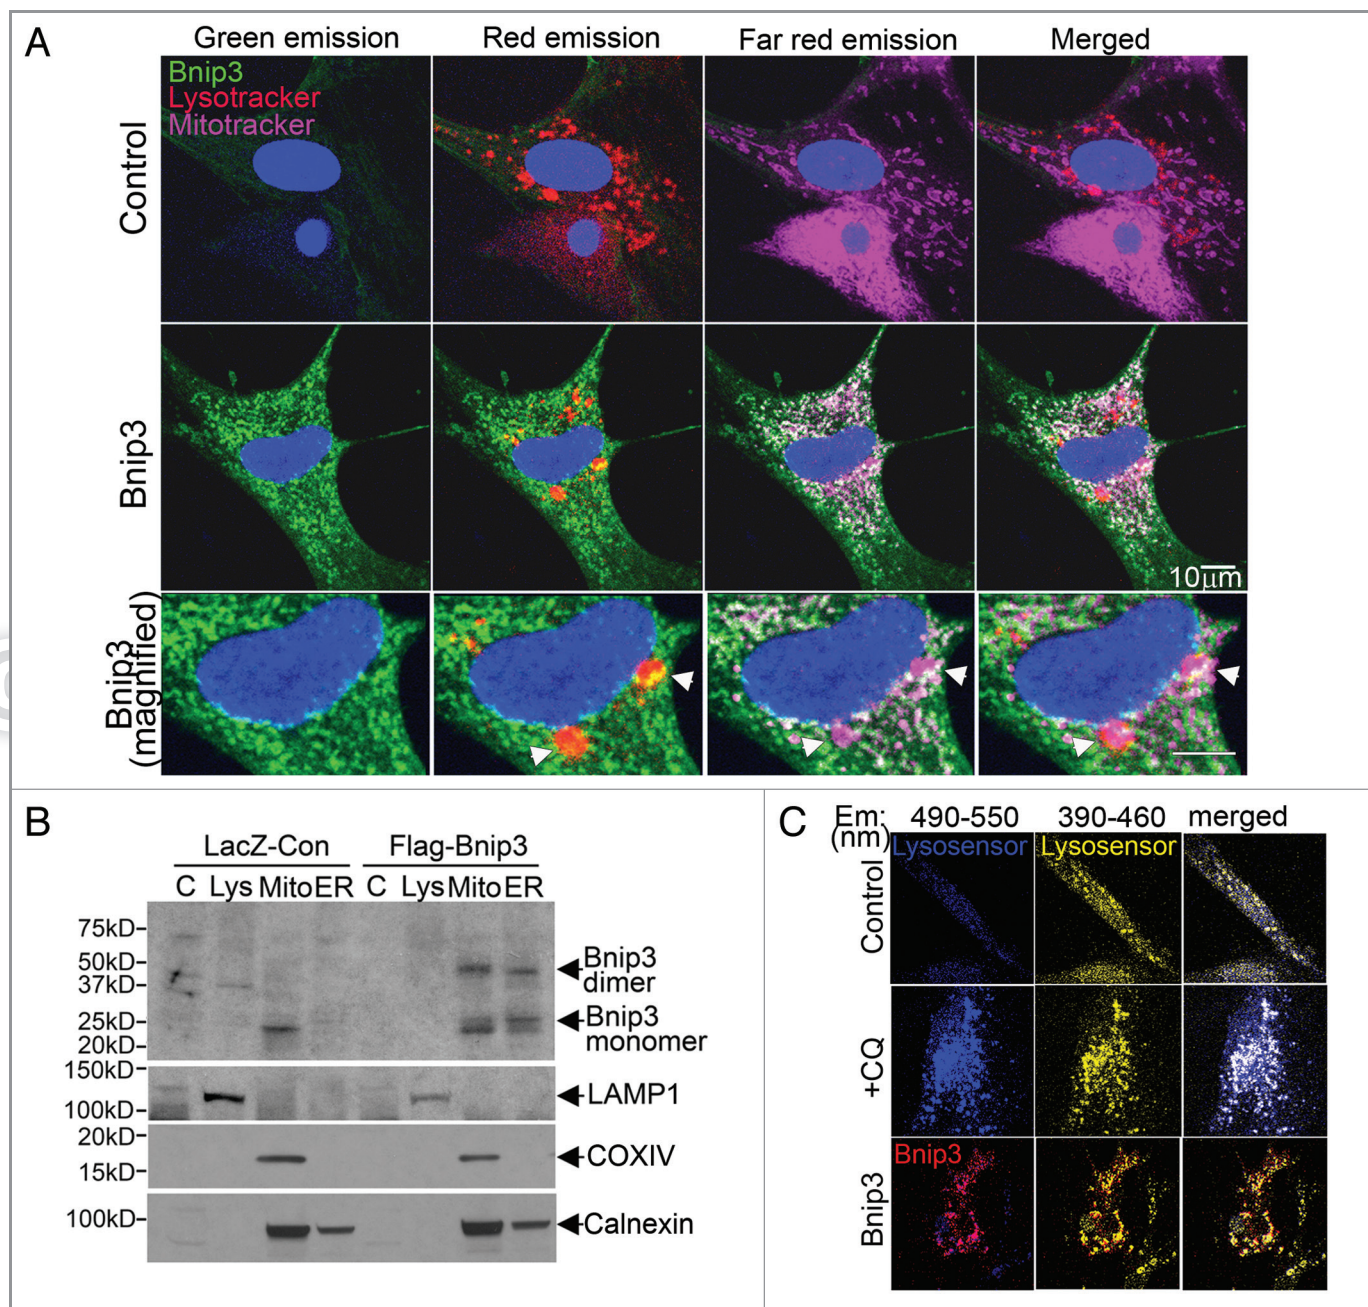 A
Green emission
Red emission
Far red emission
Merged
Bnip3
Lysotracker
Mitotracker
Control
Bnip3
10μm
Bnip3
(magnified)
B
LacZ-Con
Flag-Bnip3
C Lys Mito ER C Lys Mito ER
75kD
50kD
37kD
25kD
20kD
Bnip3
dimer
Bnip3
monomer
150kD
100kD
LAMP1
20kD
15kD
COXIV
100kD
Calnexin
C
Em:
(nm)
490-550
390-460
merged
Lysosensor
Lysosensor
Control
+CQ
Bnip3
Bnip3